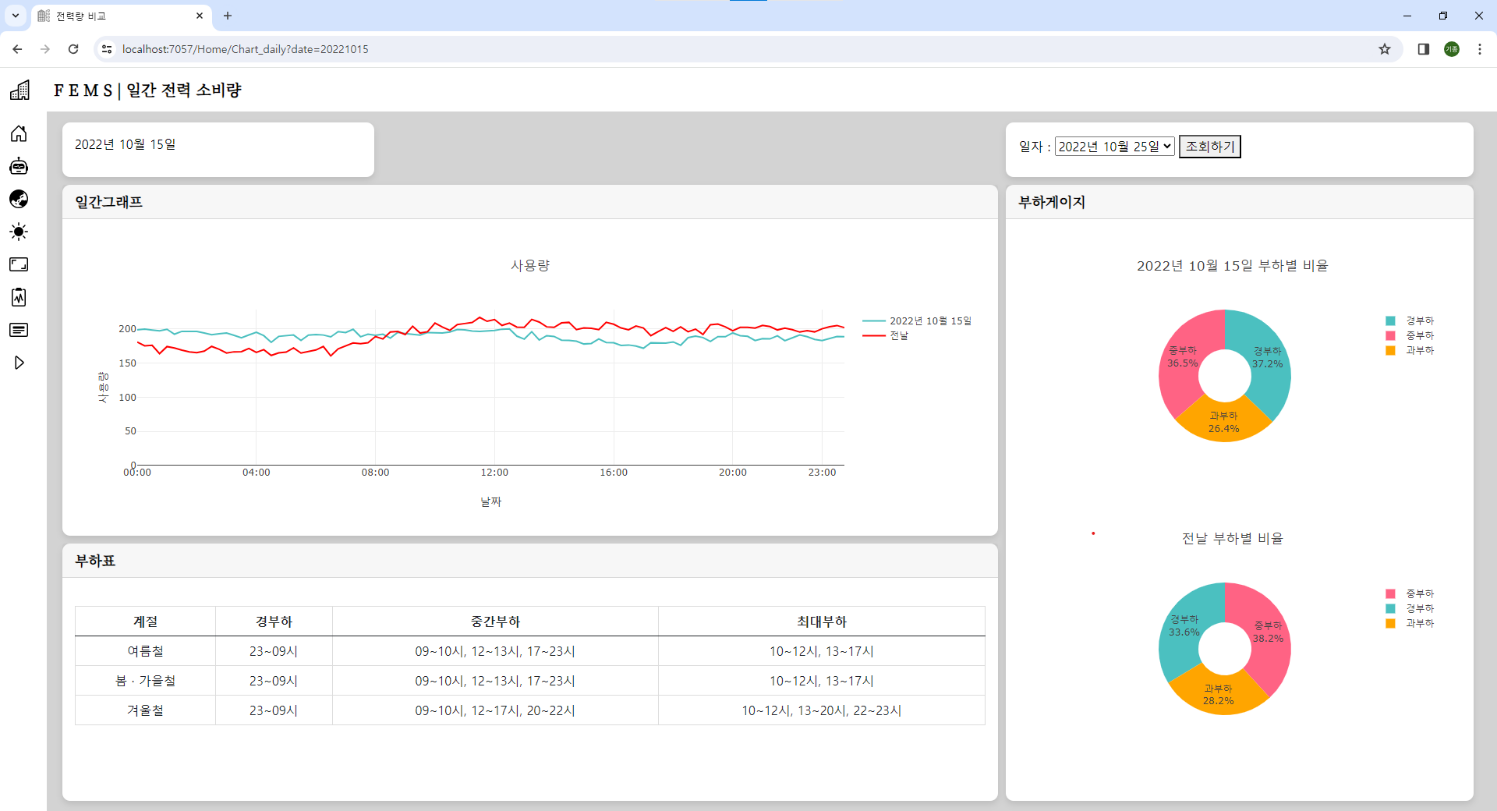 전력량 비교
localhost:7057/Home/Chart_daily?date=20221015
기종
F E M S | 일간 전력 소비량
2022년 10월 15일
일자 : 2022년 10월 25일 조회하기
일간그래프
사용량
2022년 10월 15일
전날
사용량
200
150
100
50
0
00:00 04:00 08:00 12:00 16:00 20:00 23:00
날짜
부하표
계절 경부하 중간부하 최대부하
여름철 23~09시 09~10시, 12~13시, 17~23시 10~12시, 13~17시
봄 · 가을철 23~09시 09~10시, 12~13시, 17~23시 10~12시, 13~17시
겨울철 23~09시 09~10시, 12~17시, 20~22시 10~12시, 13~20시, 22~23시
부하게이지
2022년 10월 15일 부하별 비율
중부하
36.5%
경부하
37.2%
과부하
26.4%
경부하
중부하
과부하
전날 부하별 비율
경부하
33.6%
중부하
38.2%
과부하
28.2%
중부하
경부하
과부하